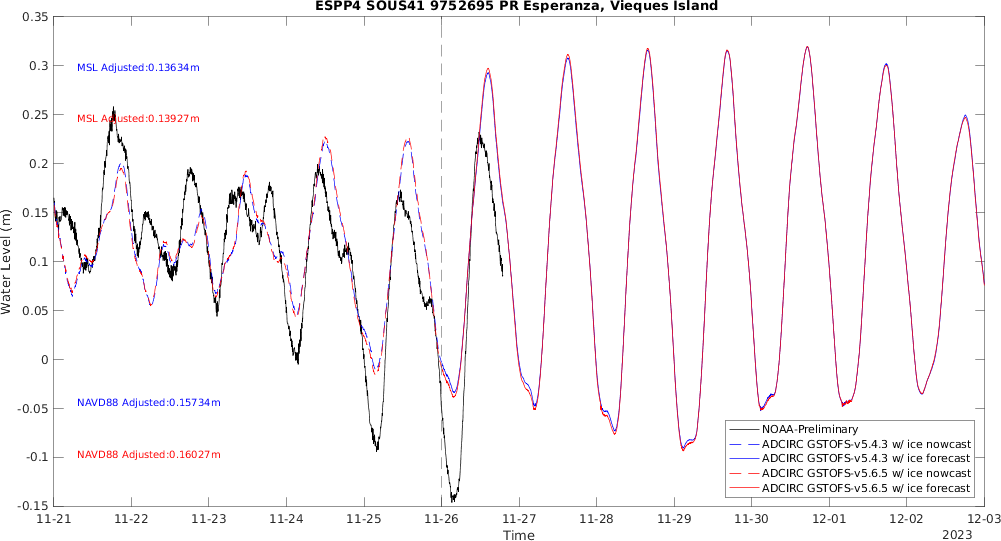 ESPP4 SOUS41 9752695 PR Esperanza, Vieques Island
0.35
0.3
0.25
0.2
0.15
0.1
0.05
0
-0.05
-0.1
-0.15
Water Level (m)
MSL Adjusted:0.13634m
MSL Adjusted:0.13927m
NAVD88 Adjusted:0.15734m
NAVD88 Adjusted:0.16027m
NOAA-Preliminary
ADCIRC GSTOFS-v5.4.3 w/ ice nowcast
ADCIRC GSTOFS-v5.4.3 w/ ice forecast
ADCIRC GSTOFS-v5.6.5 w/ ice nowcast
ADCIRC GSTOFS-v5.6.5 w/ ice forecast
11-21 11-22 11-23 11-24 11-25 11-26 11-27 11-28 11-29 11-30 12-01 12-02 12-03
Time
2023